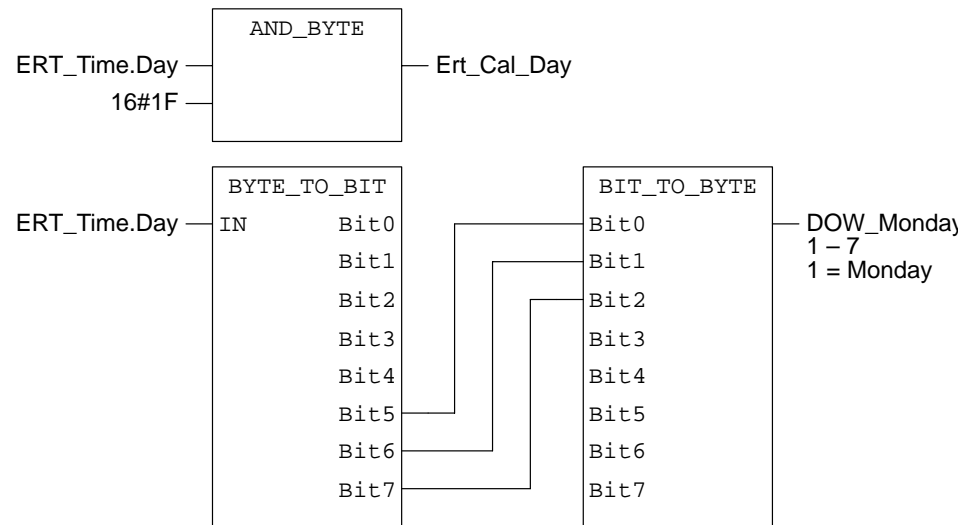 AND_BYTE
ERT_Time.Day
Ert_Cal_Day
16#1F
BYTE_TO_BIT
BIT_TO_BYTE
ERT_Time.Day
IN
Bit0
Bit0
DOW_Monday
1 – 7
Bit1
Bit1
1 = Monday
Bit2
Bit2
Bit3
Bit3
Bit4
Bit4
Bit5
Bit5
Bit6
Bit6
Bit7
Bit7